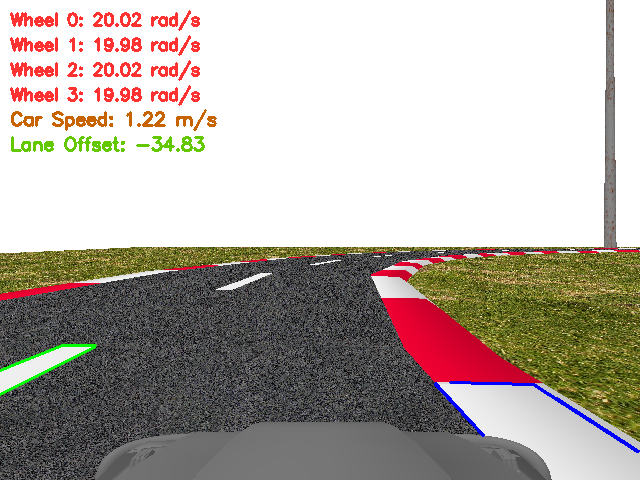 Wheel 0: 20.02 rad/s
Wheel 1: 19.98 rad/s
Wheel 2: 20.02 rad/s
Wheel 3: 19.98 rad/s
Car Speed: 1.22 m/s
Lane Offset: -34.83